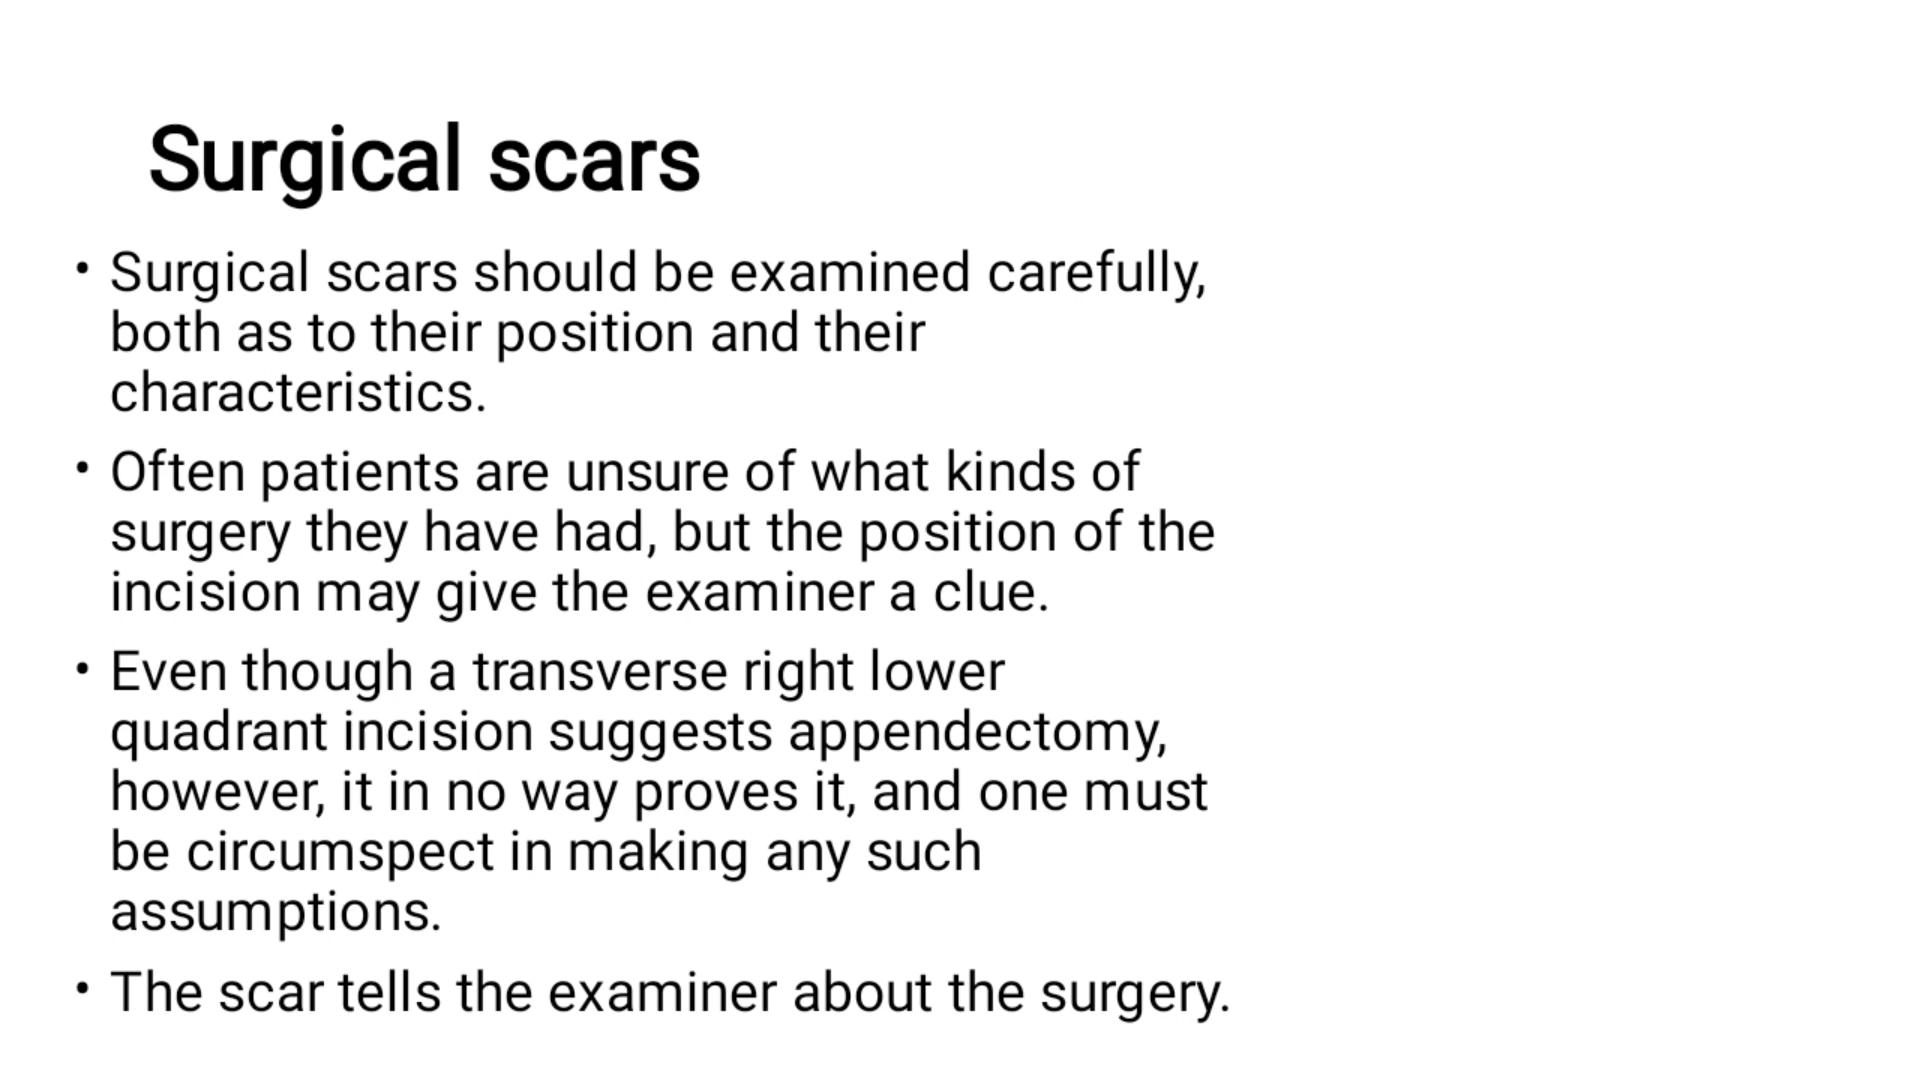 Surgical scars
• Surgical scars should be examined carefully,
both as to their position and their
characteristics.
• Often patients are unsure of what kinds of
surgery they have had, but the position of the
incision may give the examiner a clue.
• Even though a transverse right lower
quadrant incision suggests appendectomy,
however, it in no way proves it, and one must
be circumspect in making any such
assumptions.
• The scar tells the examiner about the surgery.